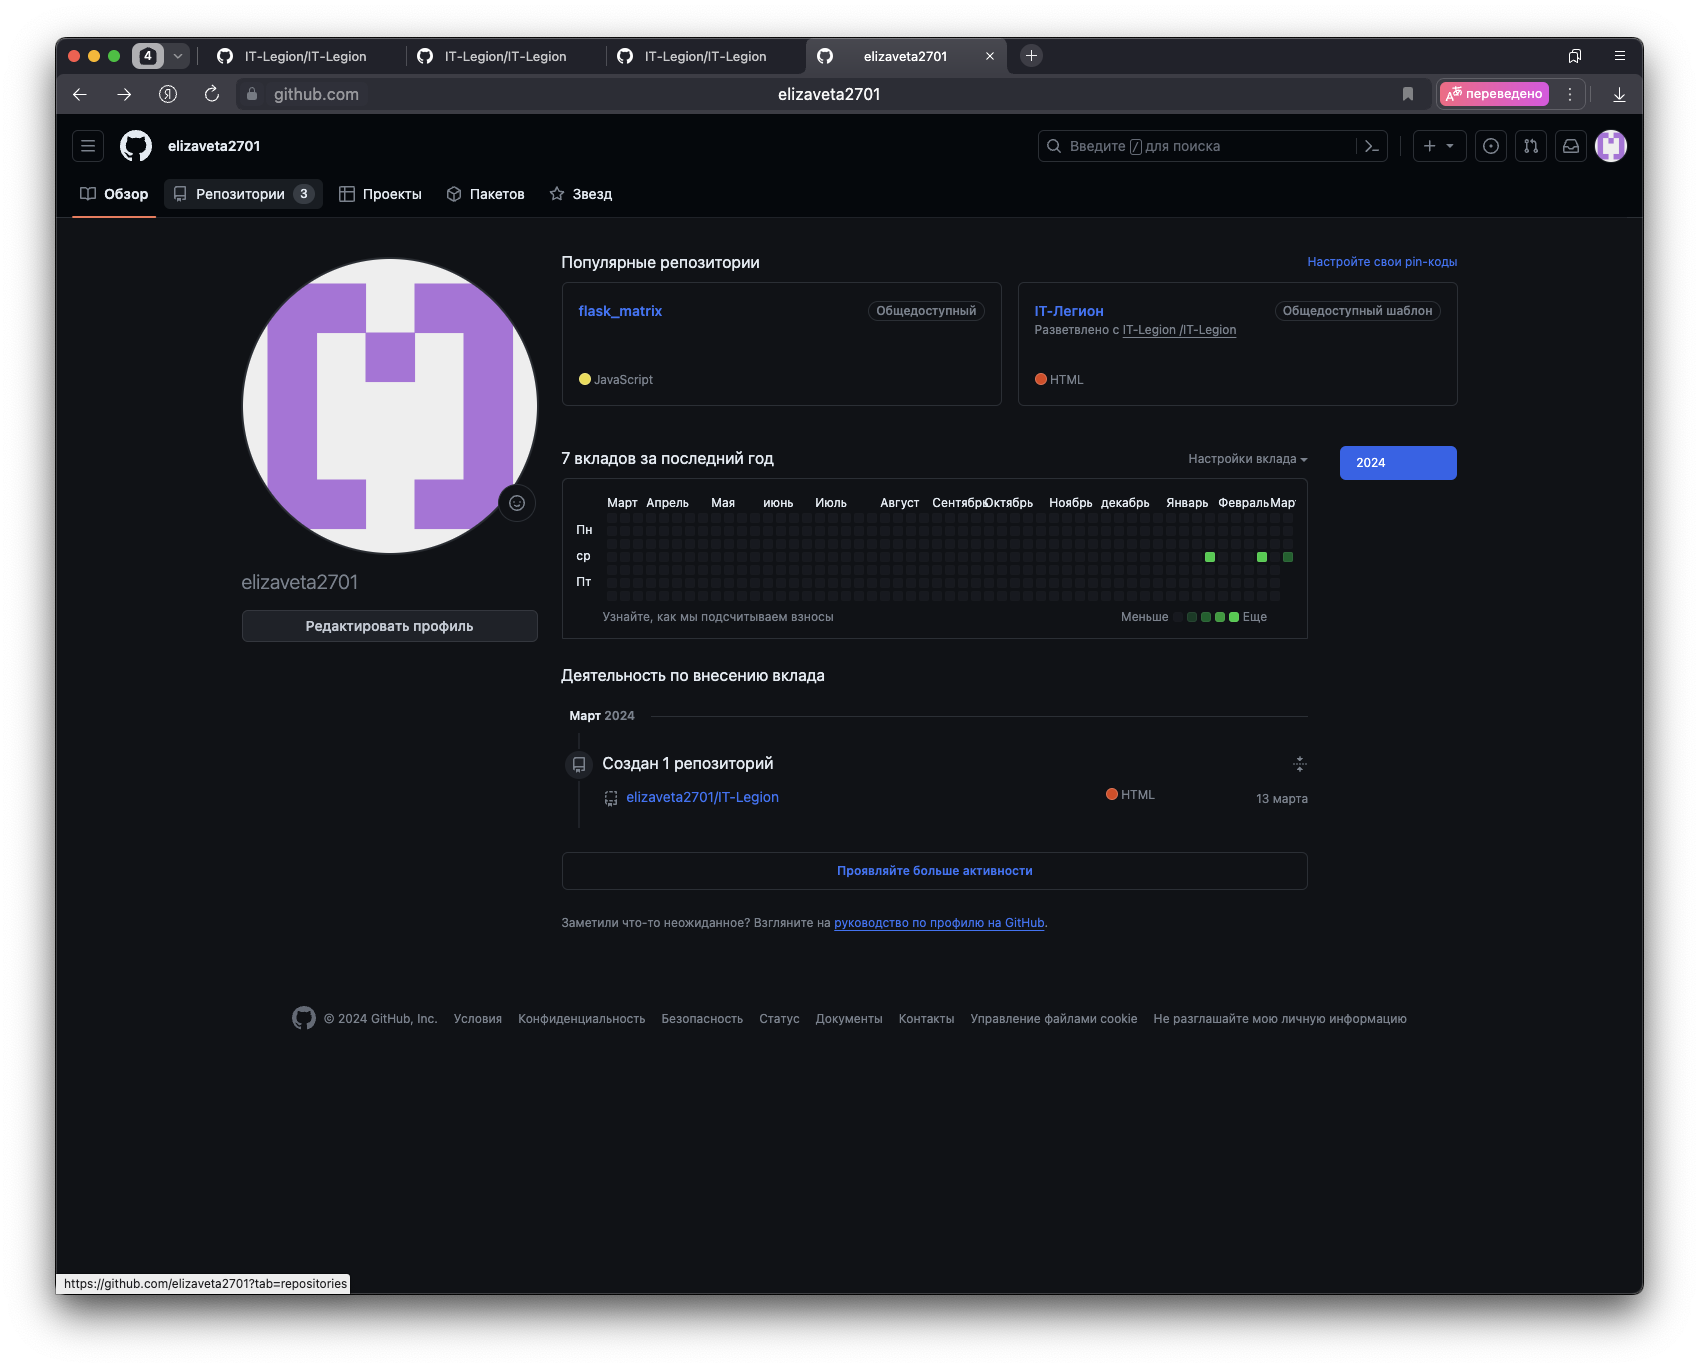 4
IT-Legion/IT-Legion
IT-Legion/IT-Legion
IT-Legion/IT-Legion
elizaveta2701
github.com
elizaveta2701
переведено
elizaveta2701
Введите / для поиска
Обзор
Репозитории 3
Проекты
Пакетов
Звезд
Популярные репозитории
Настройте свои pin-коды
flask_matrix
Общедоступный
JavaScript
IT-Легион
Общедоступный шаблон
Разветвлено с IT-Legion /IT-Legion
HTML
7 вкладов за последний год
Настройки вклада
2024
Март Апрель Мая июнь Июль Август Сентябрь Октябрь Ноябрь декабрь Январь Февраль Март
Пн
ср
Пт
Узнайте, как мы подсчитываем взносы
Меньше
Еще
elizaveta2701
Редактировать профиль
Деятельность по внесению вклада
Март 2024
Создан 1 репозиторий
elizaveta2701/IT-Legion
HTML
13 марта
Проявляйте больше активности
Заметили что-то неожиданное? Взгляните на руководство по профилю на GitHub.
© 2024 GitHub, Inc. Условия Конфиденциальность Безопасность Статус Документы Контакты Управление файлами cookie Не разглашайте мою личную информацию
https://github.com/elizaveta2701?tab=repositories